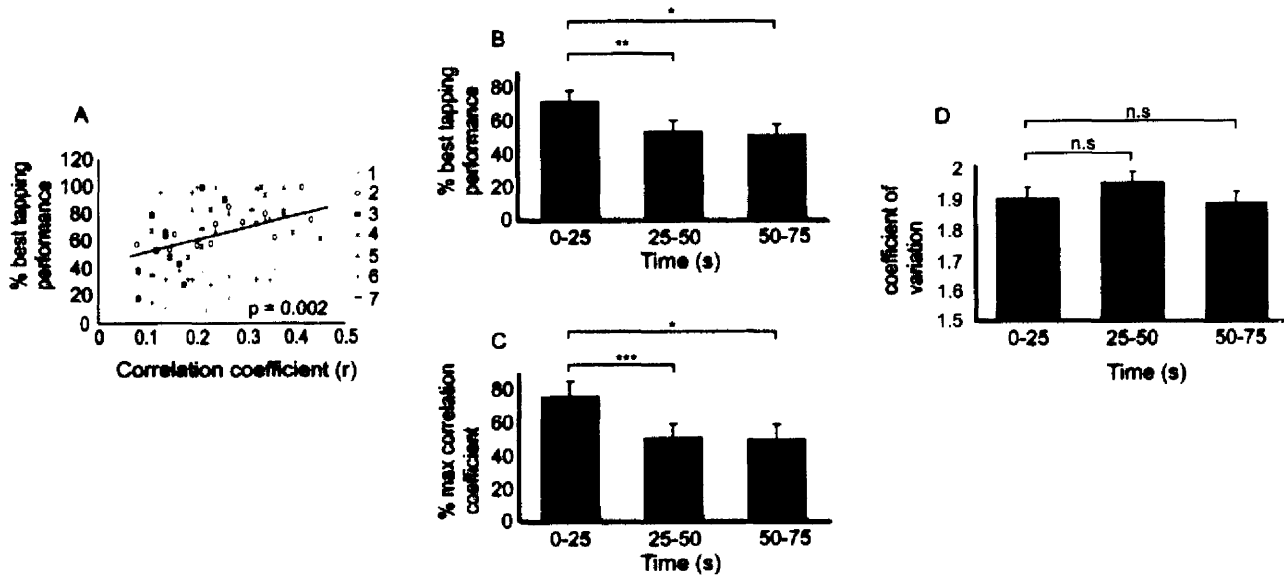 A
% best tapping
performance
120
100
80
60
40
20
0
0
0.1
0.2
0.3
0.4
0.5
p = 0.002
Correlation coefficient (r)
1
2
3
4
5
6
7
B
*
**
% best tapping
performance
80
60
40
20
0
0-25
25-50
50-75
Time (s)
C
*
***
% max correlation
coefficient
80
60
40
20
0
0-25
25-50
50-75
Time (s)
D
n.s
n.s
coefficient of
variation
2
1.9
1.8
1.7
1.6
1.5
0-25
25-50
50-75
Time (s)